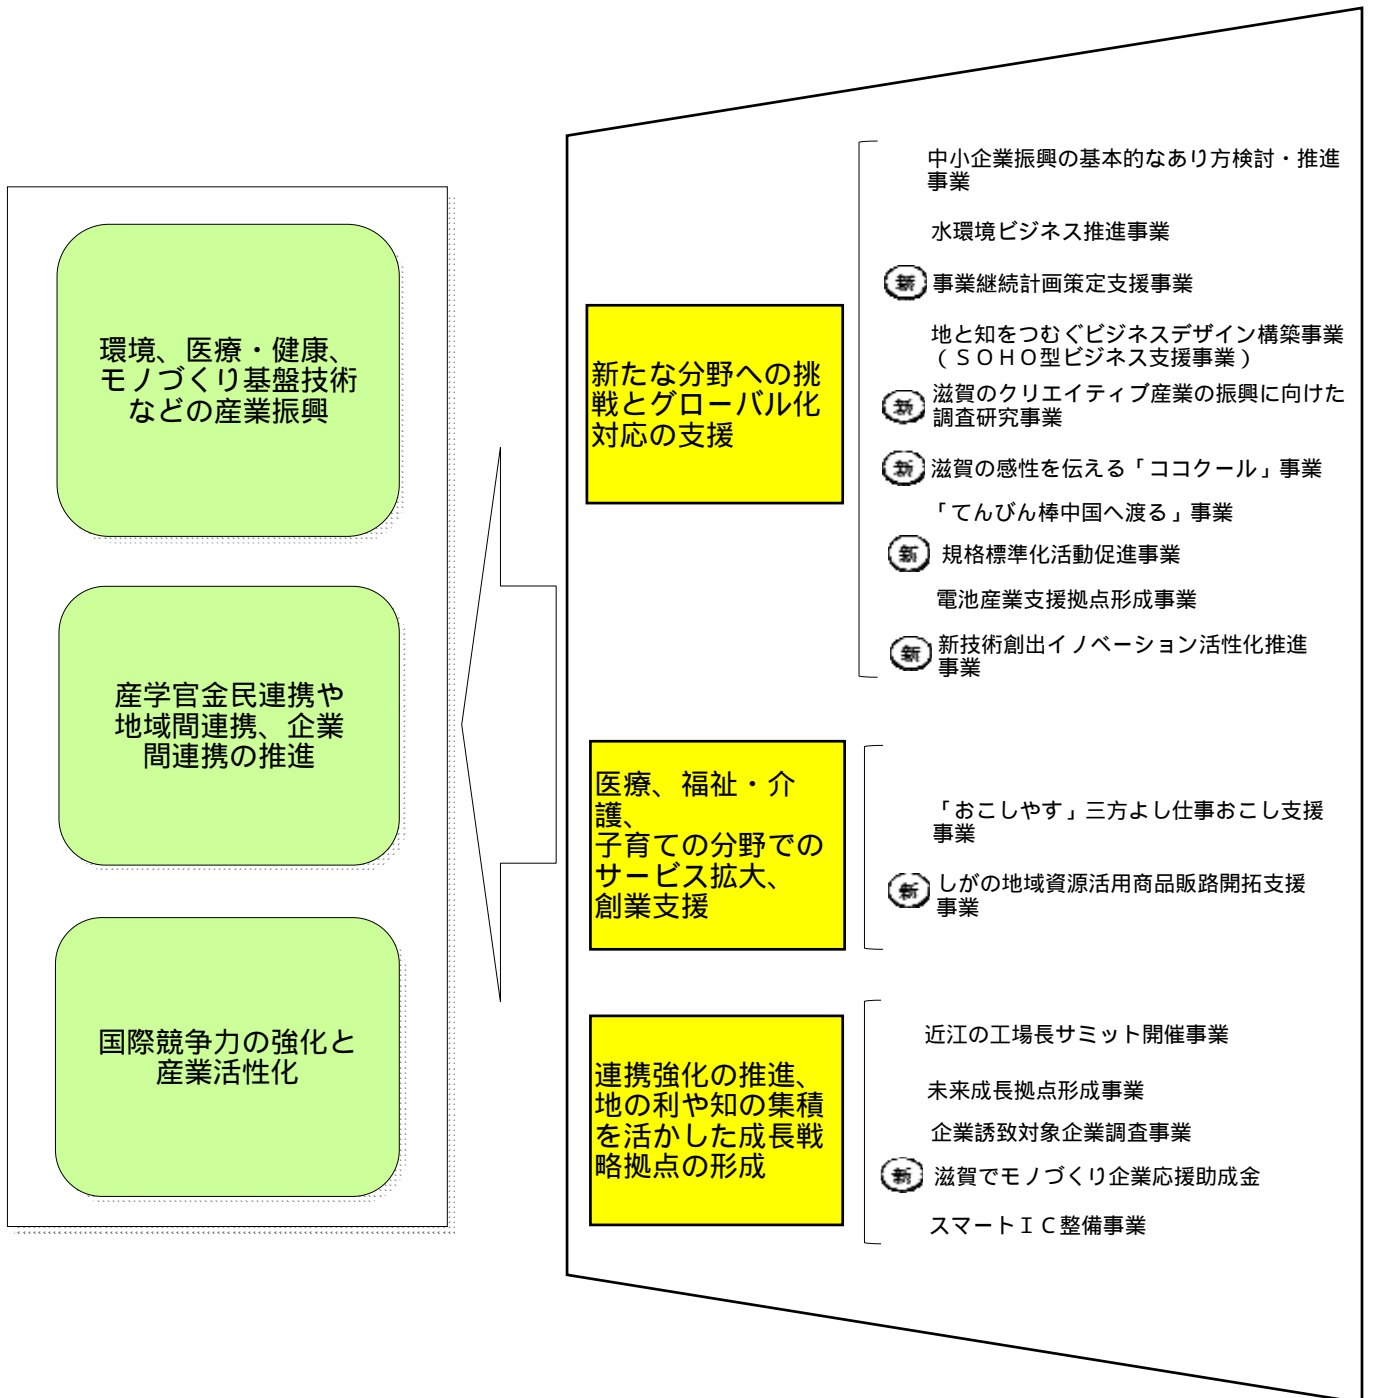 環境、医療・健康、
モノづくり基盤技術
などの産業振興
産学官金民連携や
地域間連携、企業
間連携の推進
国際競争力の強化と
産業活性化
新たな分野への挑
戦とグローバル化
対応の支援
中小企業振興の基本的なあり方検討・推進
事業
水環境ビジネス推進事業
新 事業継続計画策定支援事業
地と知をつむぐビジネスデザイン構築事業
（ＳＯＨＯ型ビジネス支援事業）
新 滋賀のクリエイティブ産業の振興に向けた
調査研究事業
新 滋賀の感性を伝える「ココクール」事業
「てんびん棒中国へ渡る」事業
新 規格標準化活動促進事業
電池産業支援拠点形成事業
新 新技術創出イノベーション活性化推進
事業
医療、福祉・介
護、
子育ての分野での
サービス拡大、
創業支援
「おこしやす」三方よし仕事おこし支援
事業
新 しがの地域資源活用商品販路開拓支援
事業
連携強化の推進、
地の利や知の集積
を活かした成長戦
略拠点の形成
近江の工場長サミット開催事業
未来成長拠点形成事業
企業誘致対象企業調査事業
新 滋賀でモノづくり企業応援助成金
スマートＩＣ整備事業